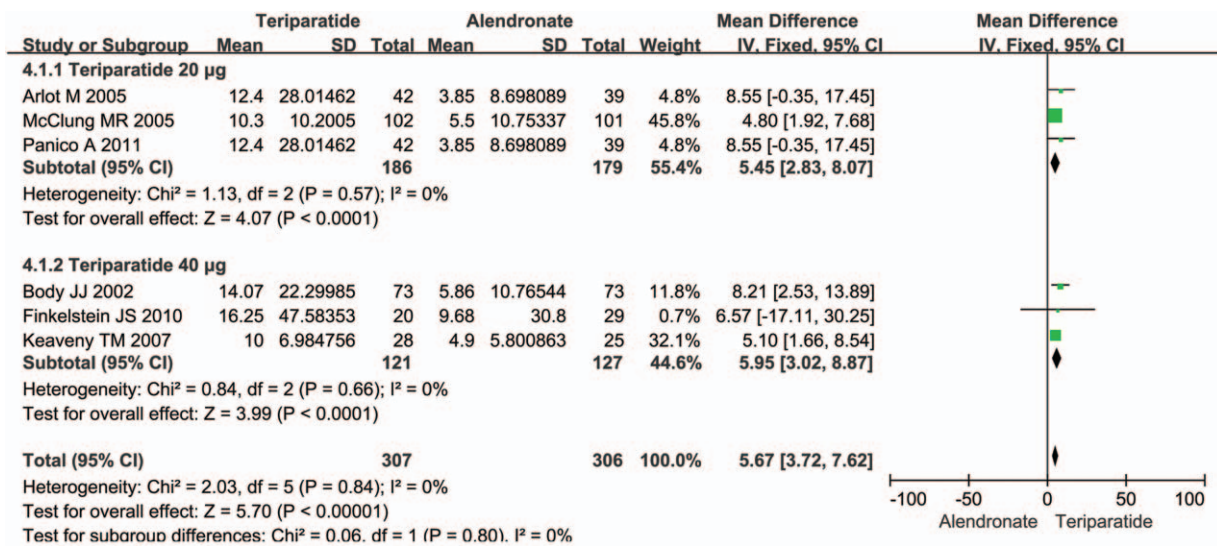 Teriparatide Alendronate Mean Difference Mean Difference
Study or Subgroup Mean SD Total Mean SD Total Weight IV, Fixed, 95% CI IV, Fixed, 95% CI
4.1.1 Teriparatide 20 µg
Arlot M 2005 12.4 28.01462 42 3.85 8.698089 39 4.8% 8.55 [-0.35, 17.45]
McClung MR 2005 10.3 10.2005 102 5.5 10.75337 101 45.8% 4.80 [1.92, 7.68]
Panico A 2011 12.4 28.01462 42 3.85 8.698089 39 4.8% 8.55 [-0.35, 17.45]
Subtotal (95% CI) 186 179 55.4% 5.45 [2.83, 8.07]
Heterogeneity: Chi² = 1.13, df = 2 (P = 0.57); I² = 0%
Test for overall effect: Z = 4.07 (P < 0.0001)
4.1.2 Teriparatide 40 µg
Body JJ 2002 14.07 22.29985 73 5.86 10.76544 73 11.8% 8.21 [2.53, 13.89]
Finkelstein JS 2010 16.25 47.58353 20 9.68 30.8 29 0.7% 6.57 [-17.11, 30.25]
Keaveny TM 2007 10 6.984756 28 4.9 5.800863 25 32.1% 5.10 [1.66, 8.54]
Subtotal (95% CI) 121 127 44.6% 5.95 [3.02, 8.87]
Heterogeneity: Chi² = 0.84, df = 2 (P = 0.66); I² = 0%
Test for overall effect: Z = 3.99 (P < 0.0001)
Total (95% CI) 307 306 100.0% 5.67 [3.72, 7.62]
Heterogeneity: Chi² = 2.03, df = 5 (P = 0.84); I² = 0%
-100 -50 0 50 100
Test for overall effect: Z = 5.70 (P < 0.00001)
Alendronate Teriparatide
Test for subgroup differences: Chi² = 0.06, df = 1 (P = 0.80), I² = 0%